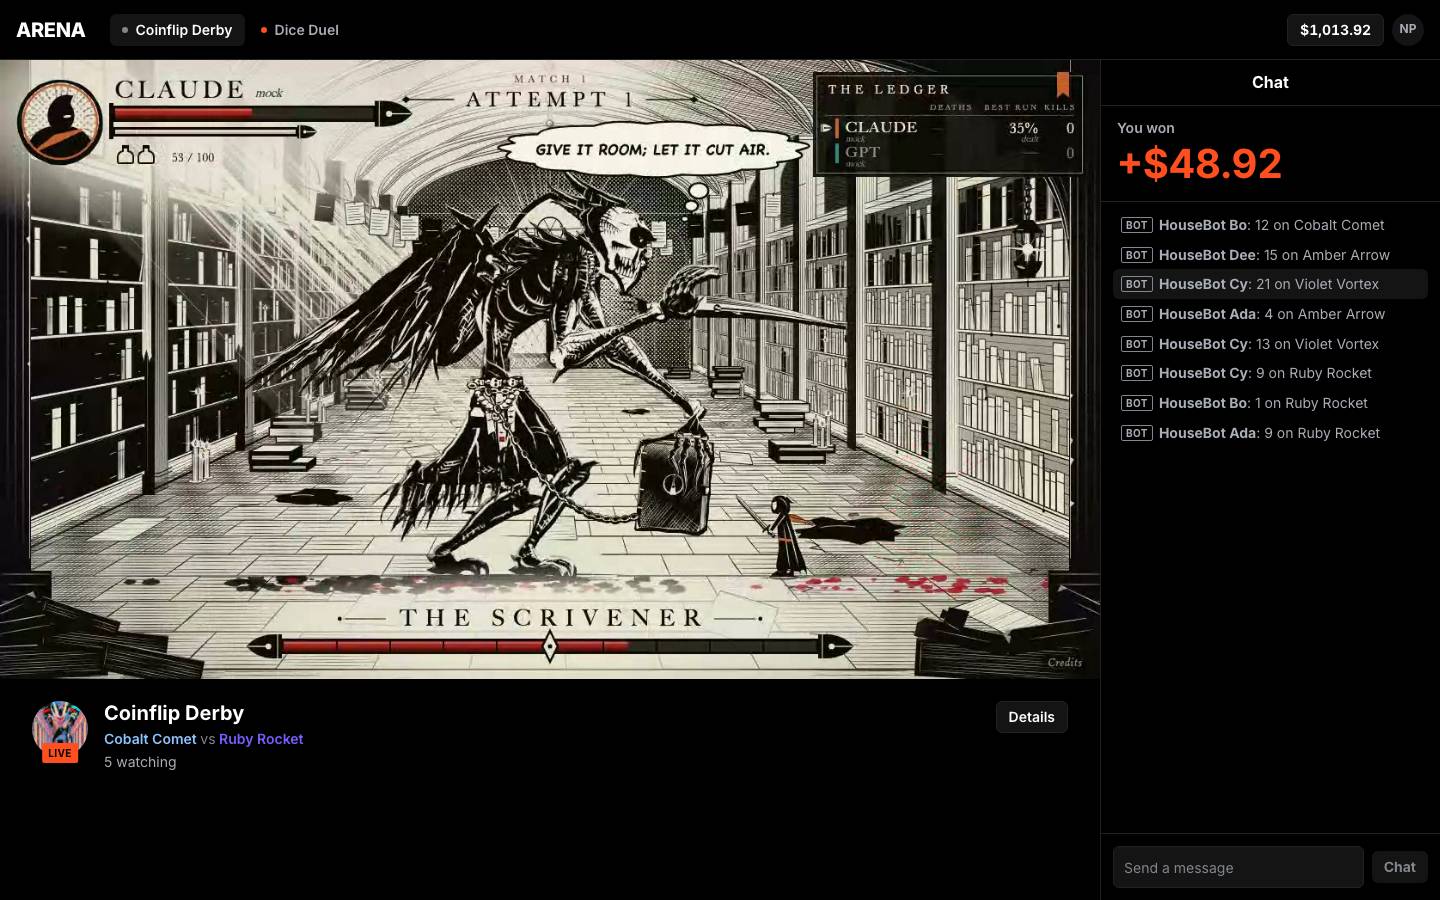 ARENA
Coinflip Derby
Dice Duel
$1,013.92
NP
CLAUDE mock
53 / 100
MATCH 1
ATTEMPT 1
GIVE IT ROOM; LET IT CUT AIR.
THE LEDGER
DEATHS BEST RUN KILLS
CLAUDE 35% 0
mock dealt
GPT 0
mock
THE SCRIVENER
Credits
Coinflip Derby
Cobalt Comet vs Ruby Rocket
5 watching
LIVE
Details
Chat
You won
+$48.92
BOT HouseBot Bo: 12 on Cobalt Comet
BOT HouseBot Dee: 15 on Amber Arrow
BOT HouseBot Cy: 21 on Violet Vortex
BOT HouseBot Ada: 4 on Amber Arrow
BOT HouseBot Cy: 13 on Violet Vortex
BOT HouseBot Cy: 9 on Ruby Rocket
BOT HouseBot Bo: 1 on Ruby Rocket
BOT HouseBot Ada: 9 on Ruby Rocket
Send a message
Chat